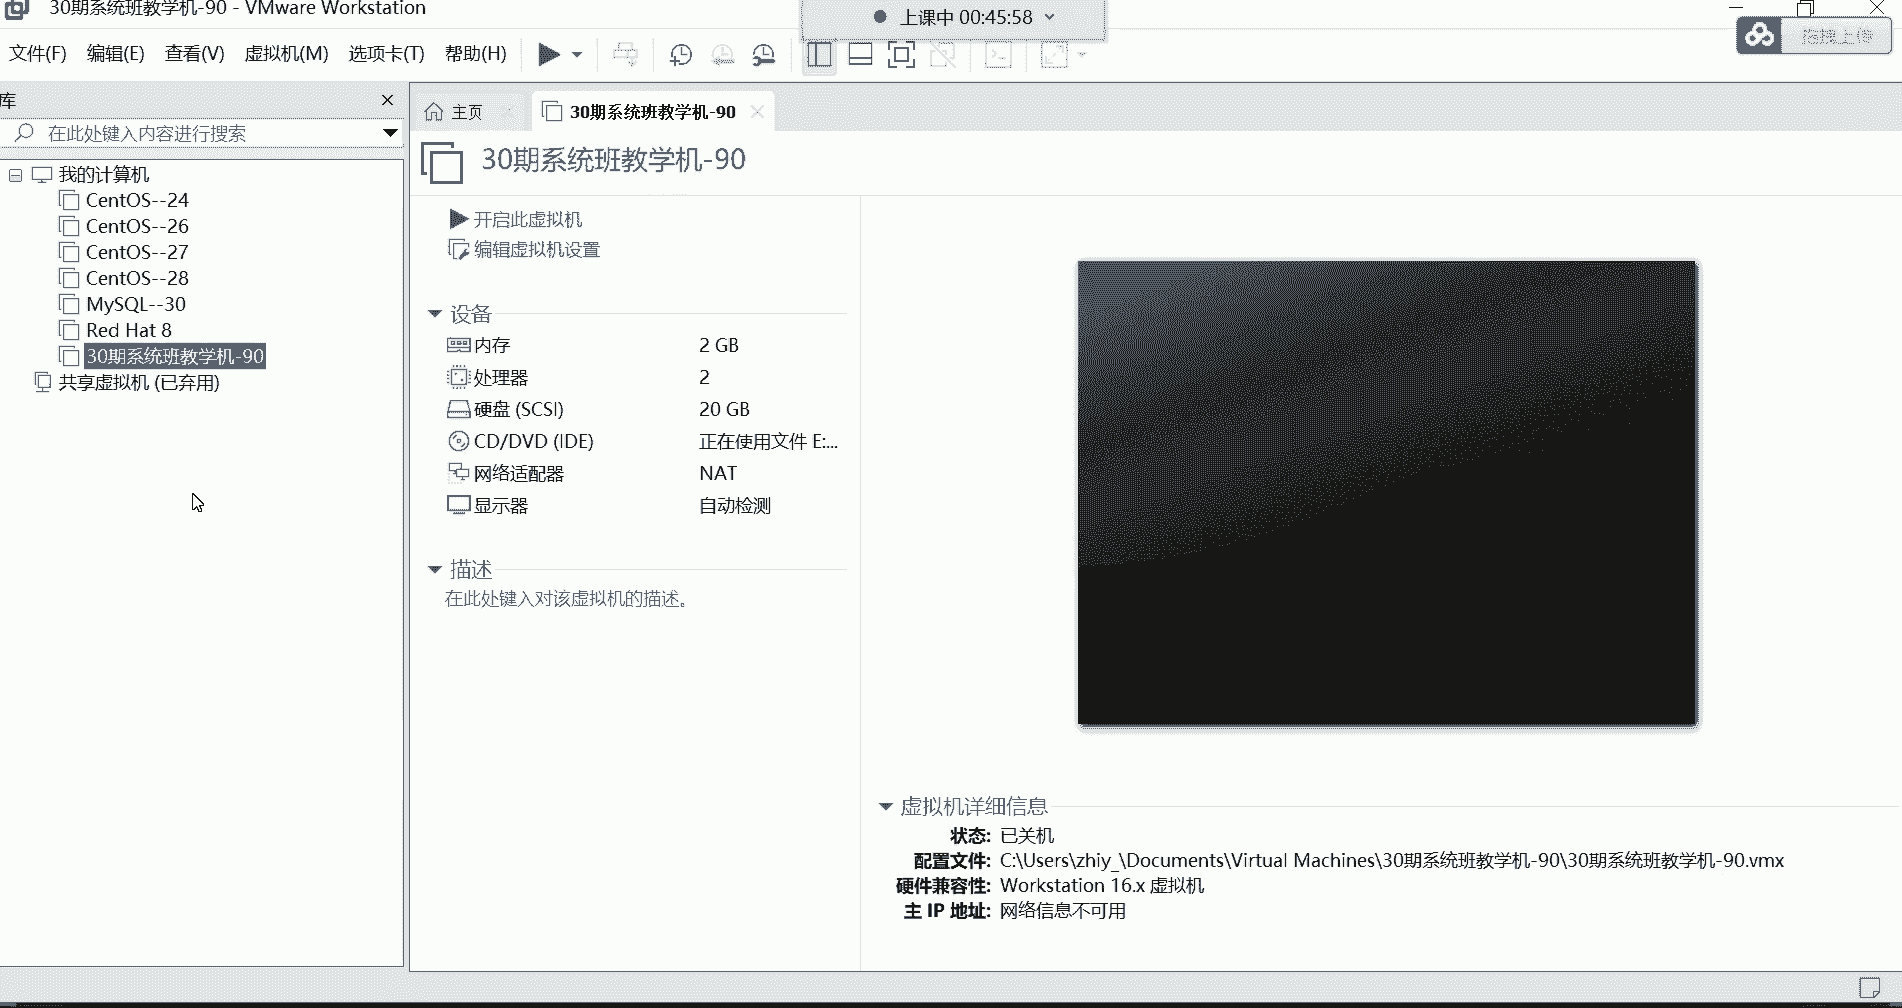 30期系统班教学机-90 - VMware Workstation
上课中 00:45:58
拖拽上传
文件(F) 编辑(E) 查看(V) 虚拟机(M) 选项卡(T) 帮助(H)
库
在此处键入内容进行搜索
我的计算机
CentOS--24
CentOS--26
CentOS--27
CentOS--28
MySQL--30
Red Hat 8
30期系统班教学机-90
共享虚拟机 (已弃用)
主页
30期系统班教学机-90
30期系统班教学机-90
开启此虚拟机
编辑虚拟机设置
设备
内存 2 GB
处理器 2
硬盘 (SCSI) 20 GB
CD/DVD (IDE) 正在使用文件 E:...
网络适配器 NAT
显示器 自动检测
描述
在此处键入对该虚拟机的描述。
虚拟机详细信息
状态: 已关机
配置文件: C:\Users\zhiy_\Documents\Virtual Machines\30期系统班教学机-90\30期系统班教学机-90.vmx
硬件兼容性: Workstation 16.x 虚拟机
主 IP 地址: 网络信息不可用